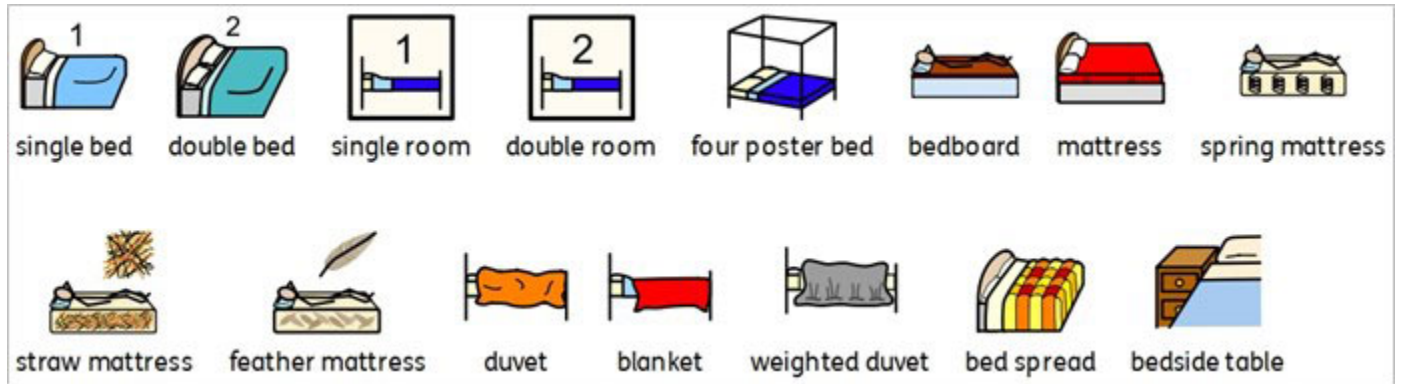 1 2 1 2
single bed double bed single room double room four poster bed bedboard mattress spring mattress
straw mattress feather mattress duvet blanket weighted duvet bed spread bedside table